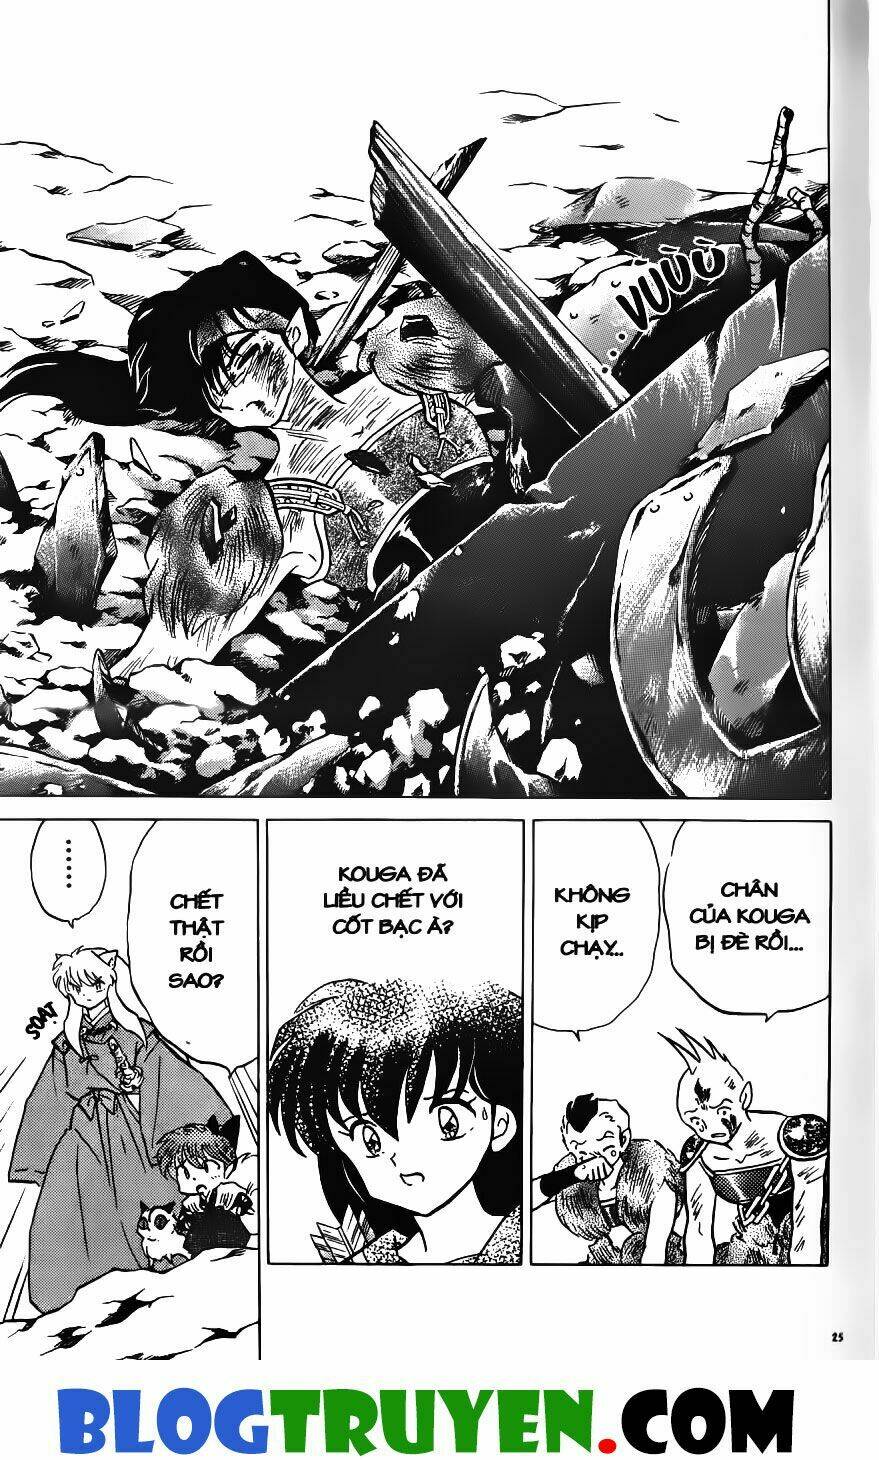 VÙÙÙ
CHÂN
CỦA KOUGA
BỊ ĐÈ RỒI...
KHÔNG
KỊP
CHẠY...
KOUGA ĐÃ
LIỀU CHẾT VỚI
CỐT BẠC À?
CHẾT
THẬT
RỒI
SAO?
......
SOẠT
25
BLOGTRUYEN.COM